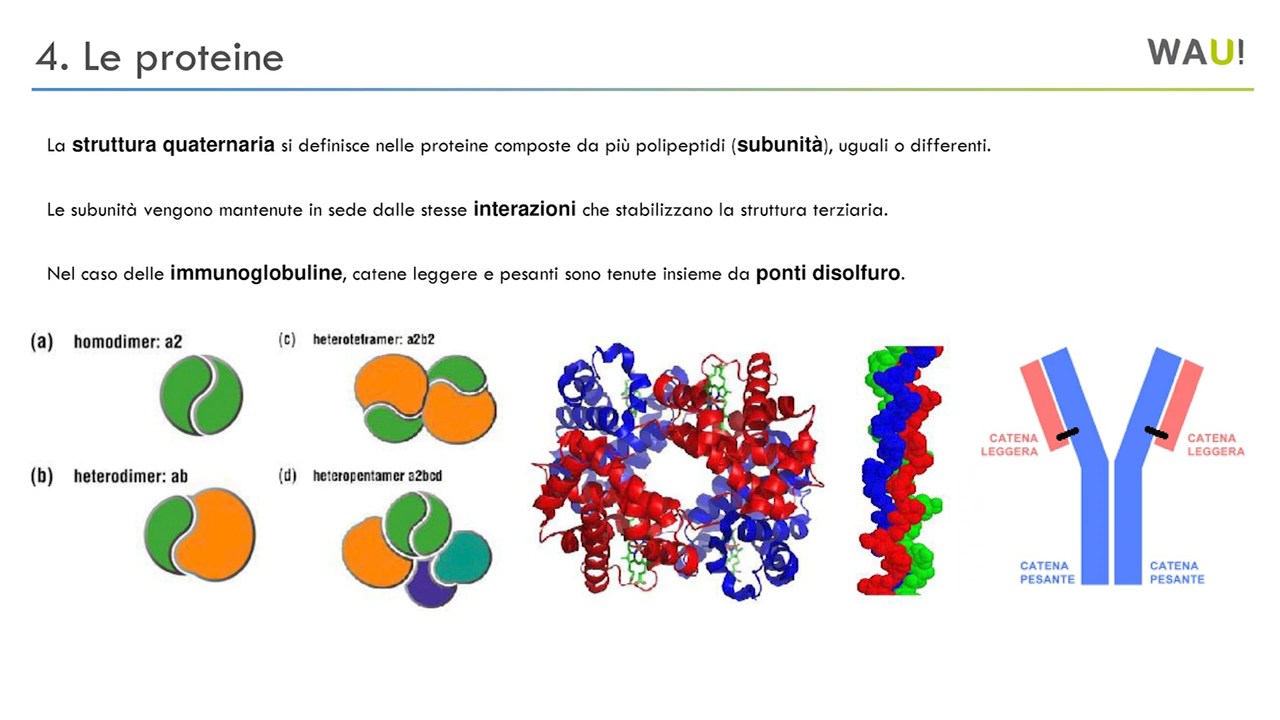 4. Le proteine
WAU!
La struttura quaternaria si definisce nelle proteine composte da più polipeptidi (subunità), uguali o differenti.
Le subunità vengono mantenute in sede dalle stesse interazioni che stabilizzano la struttura terziaria.
Nel caso delle immunoglobuline, catene leggere e pesanti sono tenute insieme da ponti disolfuro.
(a) homodimer: a2
(c) heterotetramer: a2b2
(b) heterodimer: ab
(d) heteropentamer a2bcd
CATENA
LEGGERA
CATENA
LEGGERA
CATENA
PESANTE
CATENA
PESANTE